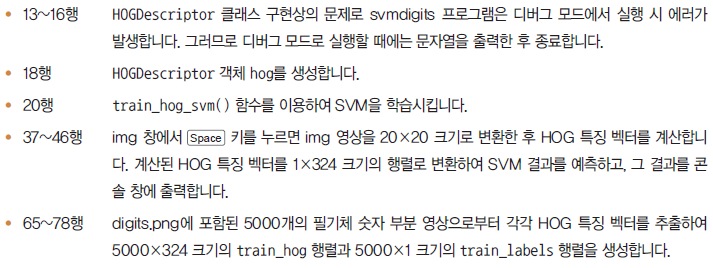 • 13~16행 HOGDescriptor 클래스 구현상의 문제로 svmdigits 프로그램은 디버그 모드에서 실행 시 에러가
발생합니다. 그러므로 디버그 모드로 실행할 때에는 문자열을 출력한 후 종료합니다.
• 18행 HOGDescriptor 객체 hog를 생성합니다.
• 20행 train_hog_svm() 함수를 이용하여 SVM을 학습시킵니다.
• 37~46행 img 창에서 Space 키를 누르면 img 영상을 20×20 크기로 변환한 후 HOG 특징 벡터를 계산합니
다. 계산된 HOG 특징 벡터를 1×324 크기의 행렬로 변환하여 SVM 결과를 예측하고, 그 결과를 콘
솔 창에 출력합니다.
• 65~78행 digits.png에 포함된 5000개의 필기체 숫자 부분 영상으로부터 각각 HOG 특징 벡터를 추출하여
5000×324 크기의 train_hog 행렬과 5000×1 크기의 train_labels 행렬을 생성합니다.